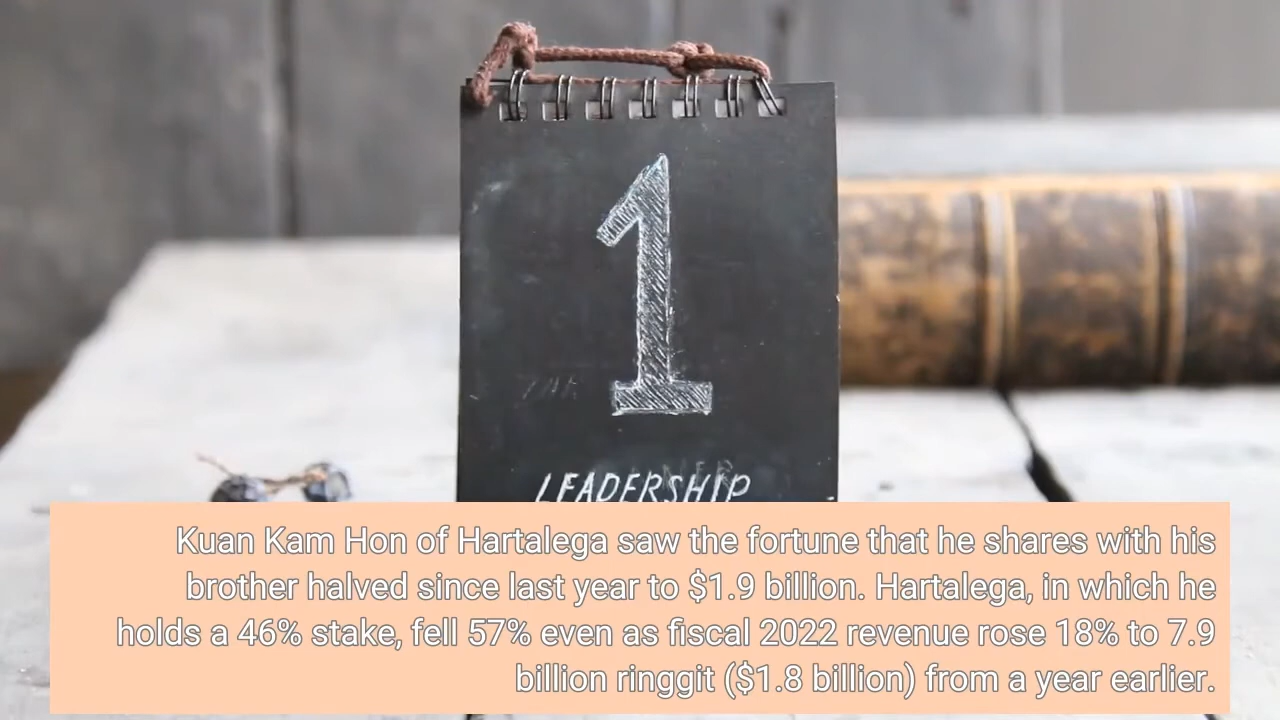 1
LEADERSHIP
Kuan Kam Hon of Hartalega saw the fortune that he shares with his
brother halved since last year to $1.9 billion. Hartalega, in which he
holds a 46% stake, fell 57% even as fiscal 2022 revenue rose 18% to 7.9
billion ringgit ($1.8 billion) from a year earlier.